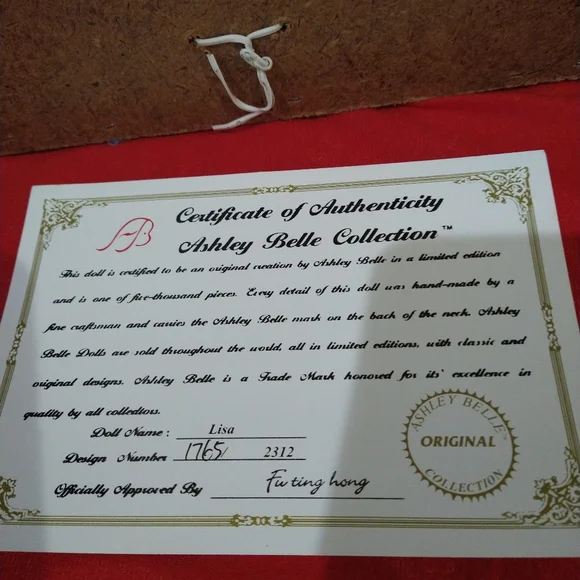 AB
Certificate of Authenticity
Ashley Belle Collection™
This doll is certified to be an original creation by Ashley Belle in a limited edition
and is one of five-thousand pieces. Every detail of this doll was hand-made by a
fine craftsman and carries the Ashley Belle mark on the back of the neck. Ashley
Belle Dolls are sold throughout the world, all in limited editions, with classic and
original designs. Ashley Belle is a Trade Mark honored for its' excellence in
quality by all collectiors.
Doll Name : Lisa
Design Number 1765 2312
Officially Approved By Fu ting hong
ASHLEY BELLE™
ORIGINAL
COLLECTION